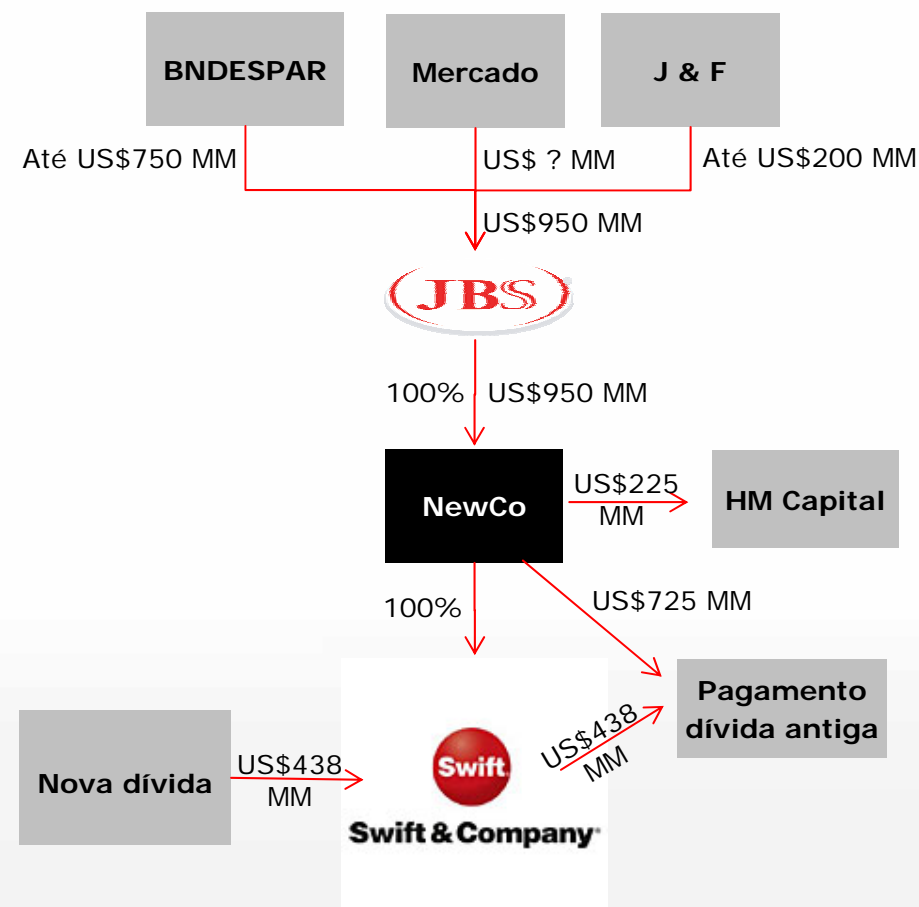 BNDESPAR
Mercado
J & F
Até US$750 MM
US$ ? MM
Até US$200 MM
US$950 MM
JBS
100%
US$950 MM
NewCo
US$225
MM
HM Capital
100%
US$725 MM
Pagamento
dívida antiga
Nova dívida
US$438
MM
Swift
US$438
MM
Swift & Company